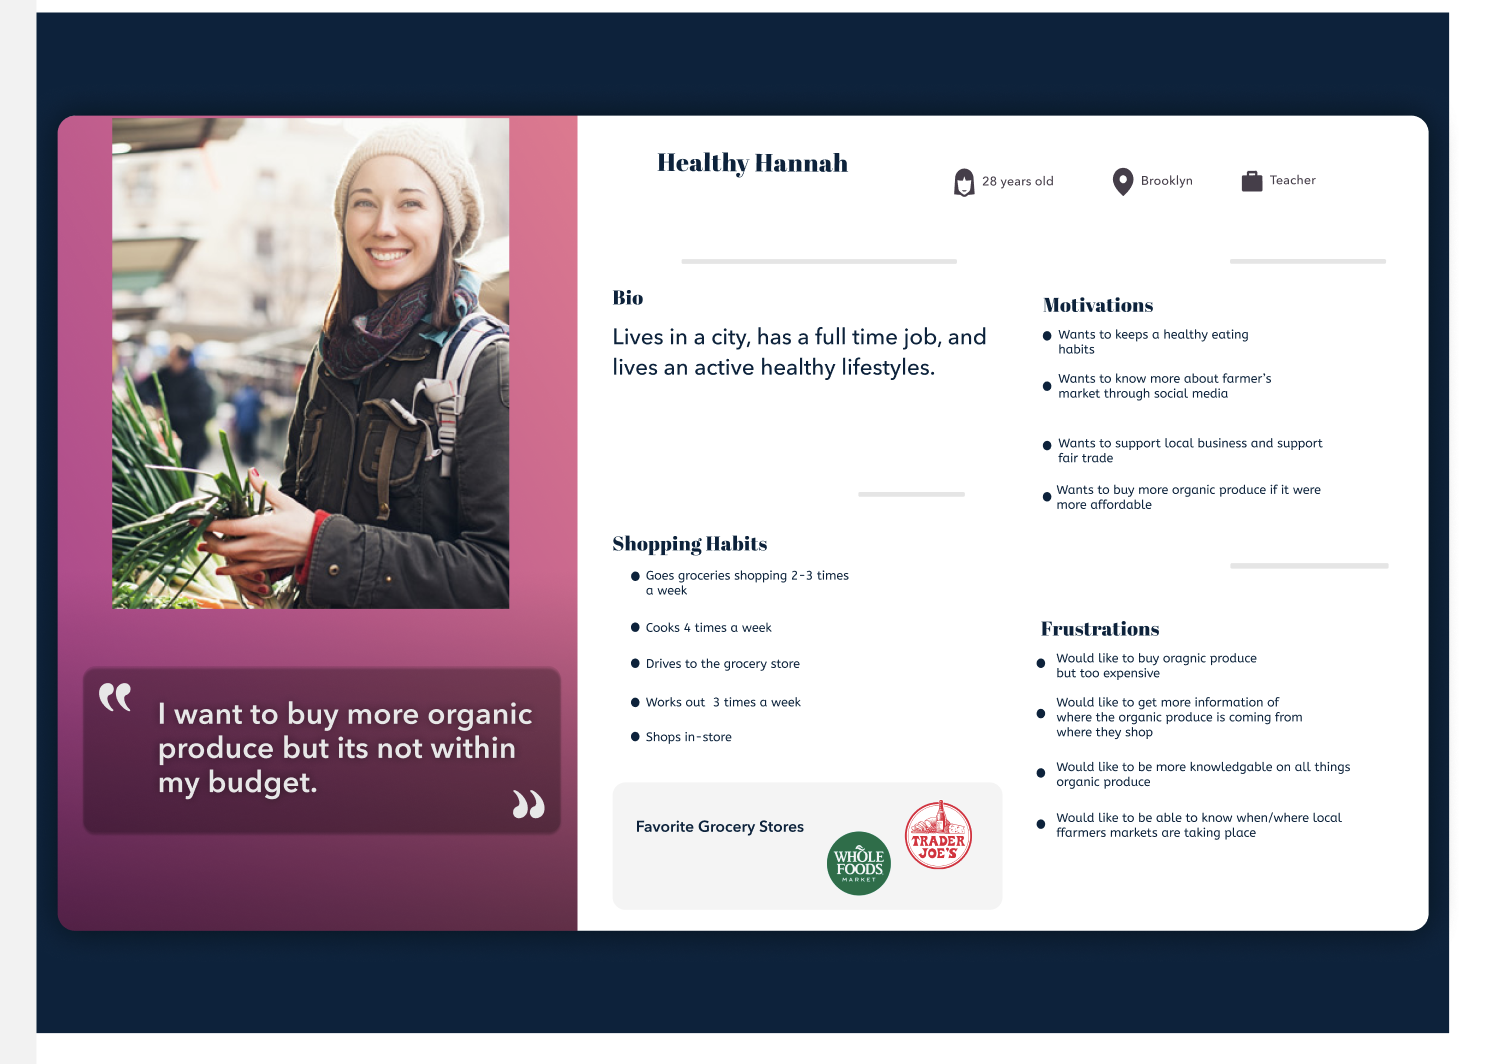 Healthy Hannah
28 years old
Brooklyn
Teacher
Bio
Lives in a city, has a full time job, and
lives an active healthy lifestyles.
Shopping Habits
Goes groceries shopping 2-3 times
a week
Cooks 4 times a week
Drives to the grocery store
Works out  3 times a week
Shops in-store
Favorite Grocery Stores
WHOLE
FOODS
MARKET
TRADER
JOE'S
Motivations
Wants to keeps a healthy eating
habits
Wants to know more about farmer's
market through social media
Wants to support local business and support
fair trade
Wants to buy more organic produce if it were
more affordable
Frustrations
Would like to buy oragnic produce
but too expensive
Would like to get more information of
where the organic produce is coming from
where they shop
Would like to be more knowledgable on all things
organic produce
Would like to be able to know when/where local
ffarmers markets are taking place
“
I want to buy more organic
produce but its not within
my budget.
”